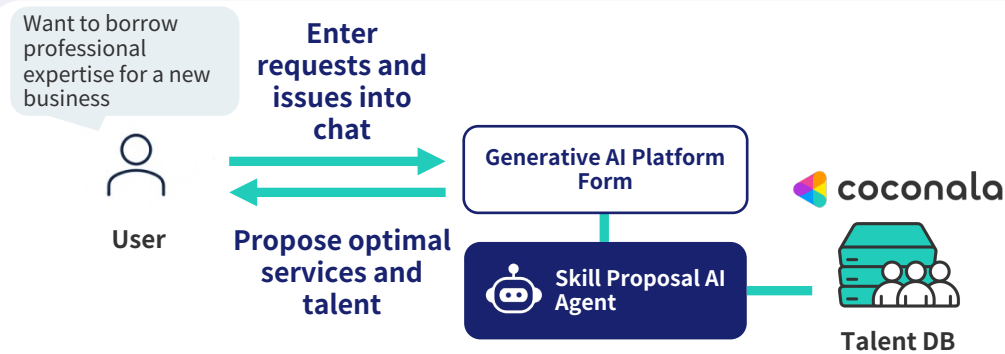 Want to borrow
professional
expertise for a new
business
Enter
requests and
issues into
chat
User
Propose optimal
services and
talent
Generative AI Platform
Form
Skill Proposal AI
Agent
coconala
Talent DB